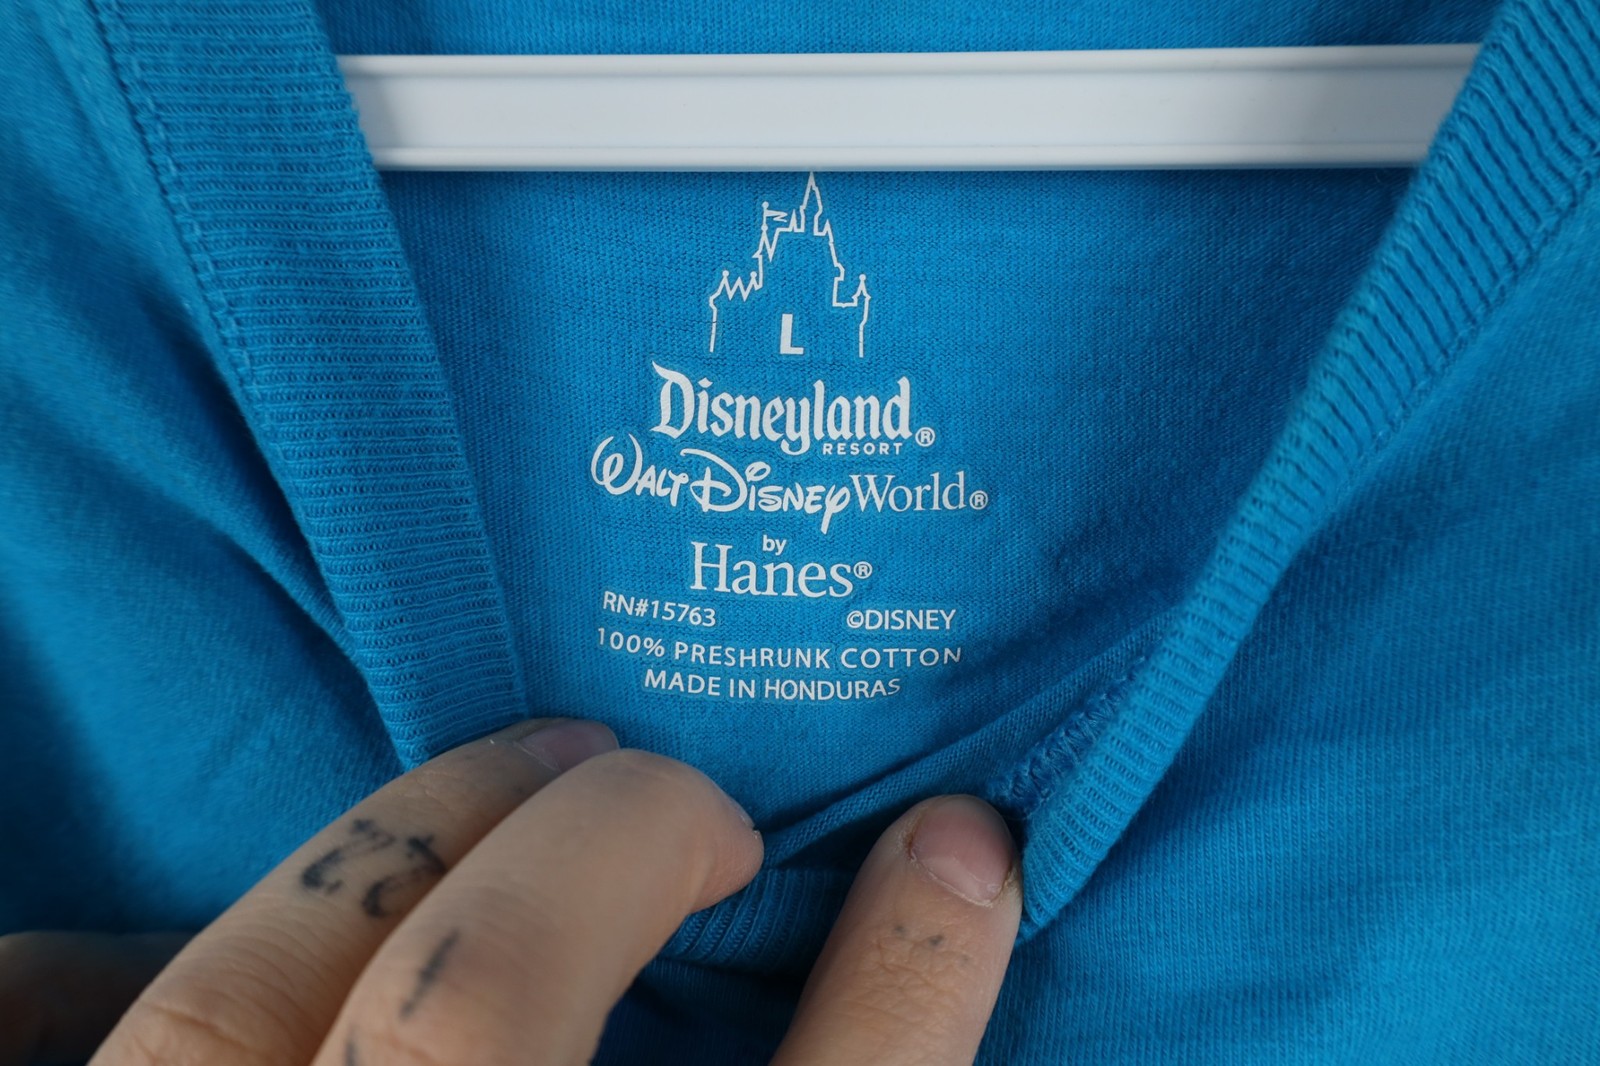 L
Disneyland®
RESORT
WALT DISNEY World®
by
Hanes®
RN#15763 ©DISNEY
100% PRESHRUNK COTTON
MADE IN HONDURAS